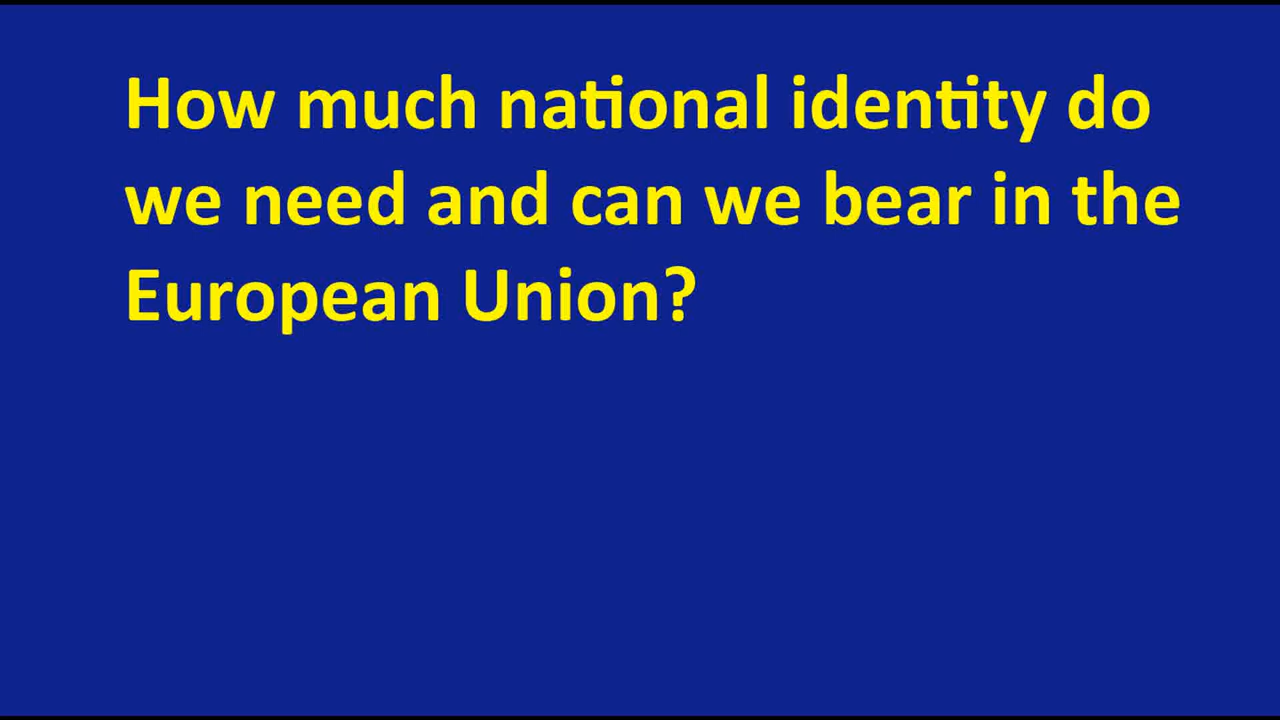 How much national identity do
we need and can we bear in the
European Union?